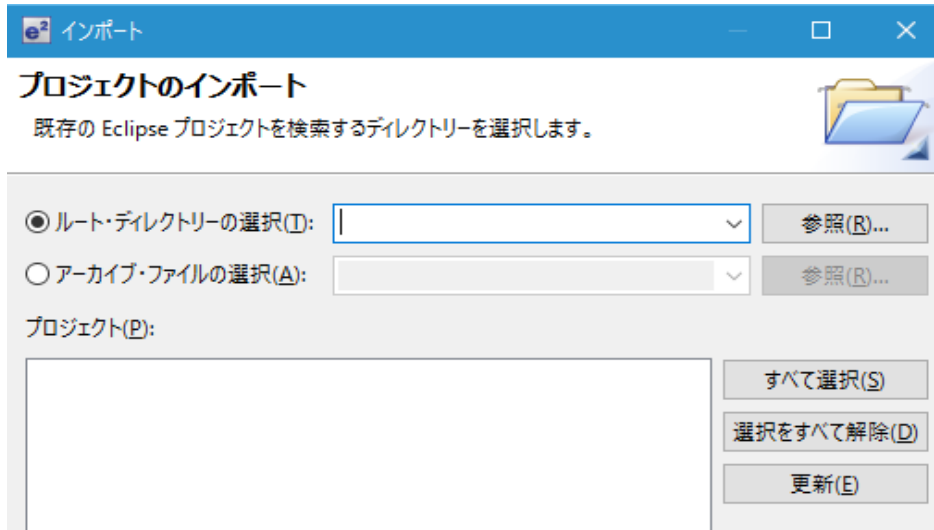 e² インポート
プロジェクトのインポート
既存の Eclipse プロジェクトを検索するディレクトリーを選択します。
ルート・ディレクトリーの選択(T): 参照(R)...
アーカイブ・ファイルの選択(A): 参照(R)...
プロジェクト(P):
すべて選択(S)
選択をすべて解除(D)
更新(E)